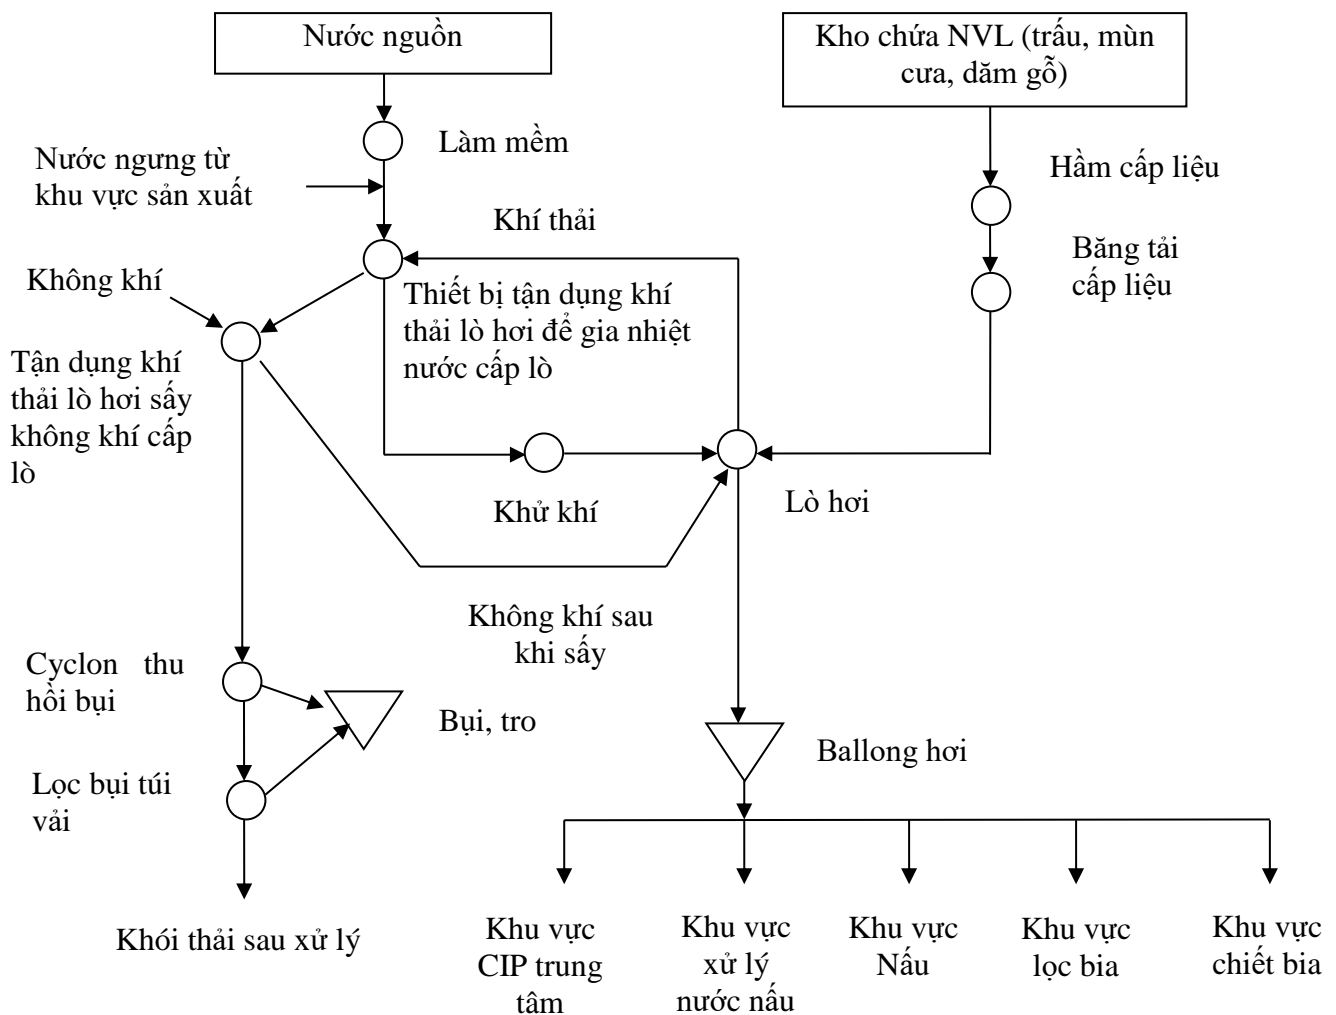 Nước nguồn
Kho chứa NVL (trấu, mùn
cưa, dăm gỗ)
Làm mềm
Nước ngưng từ
khu vực sản xuất
Hầm cấp liệu
Khí thải
Băng tải
cấp liệu
Không khí
Thiết bị tận dụng khí
thải lò hơi để gia nhiệt
nước cấp lò
Tận dụng khí
thải lò hơi sấy
không khí cấp
lò
Khử khí
Lò hơi
Không khí sau
khi sấy
Cyclon thu
hồi bụi
Bụi, tro
Ballong hơi
Lọc bụi túi
vải
Khói thải sau xử lý
Khu vực
CIP trung
tâm
Khu vực
xử lý
nước nấu
Khu vực
Nấu
Khu vực
lọc bia
Khu vực
chiết bia